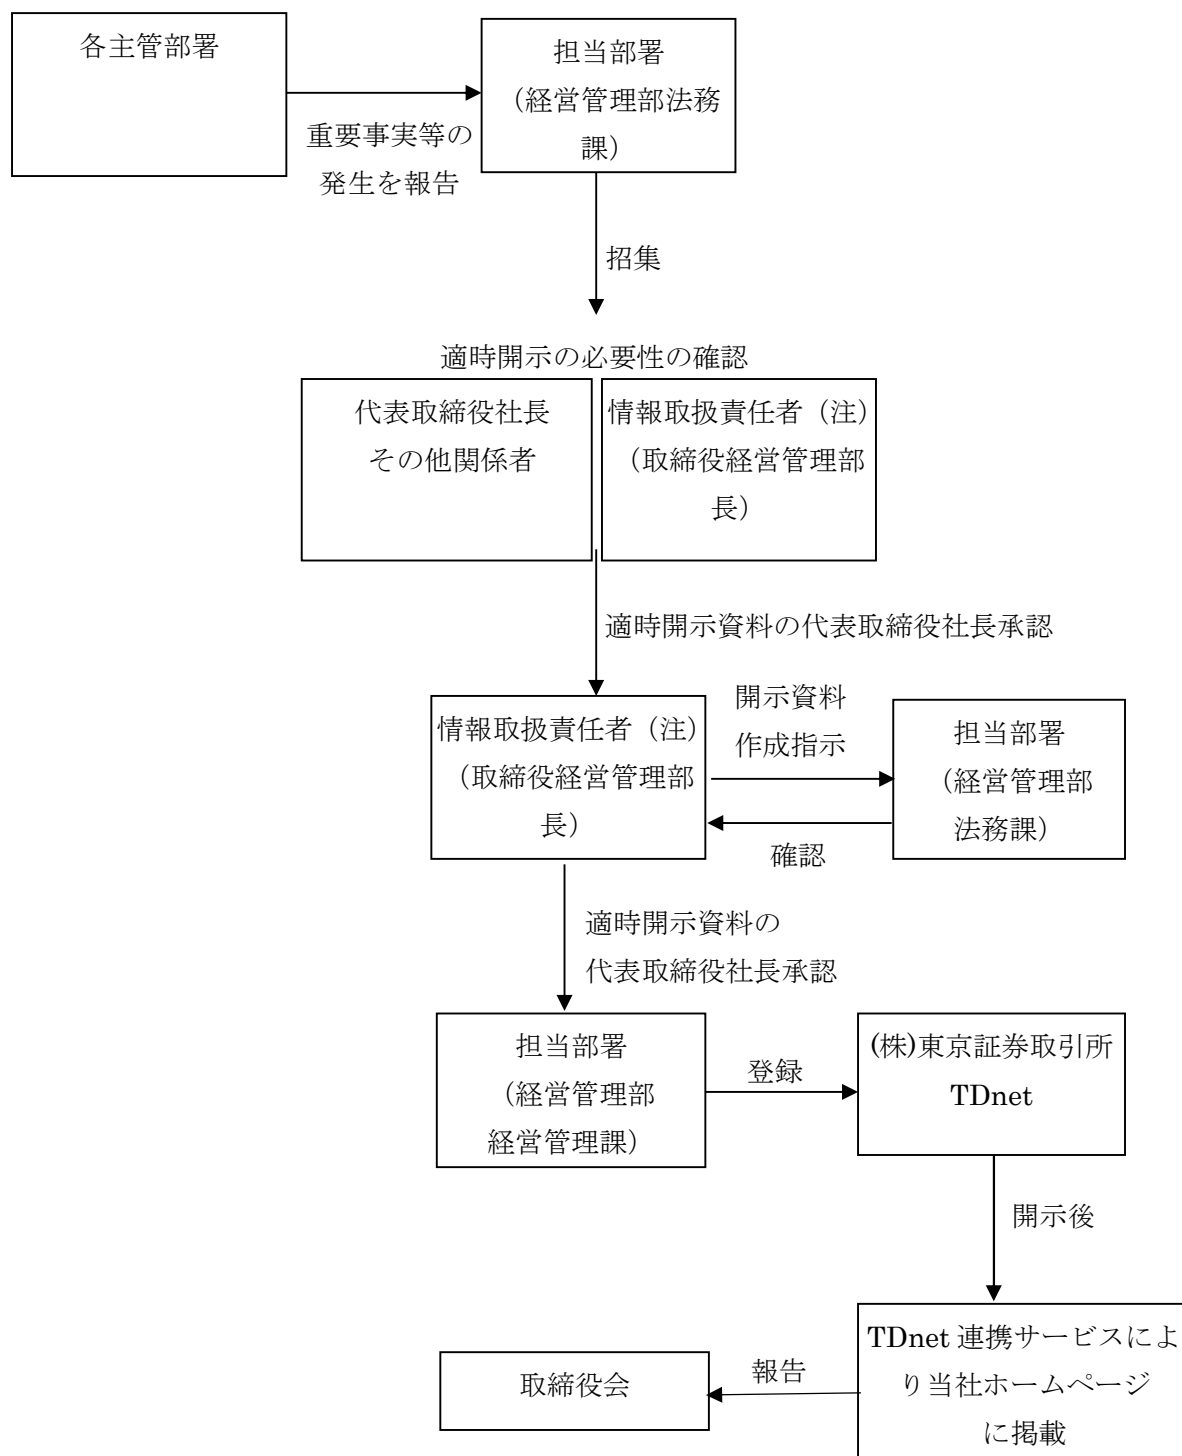 各主管部署
担当部署
（経営管理部法務
課）
重要事実等の
発生を報告
招集
適時開示の必要性の確認
代表取締役社長
その他関係者
情報取扱責任者（注）
（取締役経営管理部
長）
適時開示資料の代表取締役社長承認
情報取扱責任者（注）
（取締役経営管理部
長）
開示資料
作成指示
確認
担当部署
（経営管理部
法務課）
適時開示資料の
代表取締役社長承認
担当部署
（経営管理部
経営管理課）
登録
(株)東京証券取引所
TDnet
開示後
TDnet 連携サービスによ
り当社ホームページ
に掲載
報告
取締役会